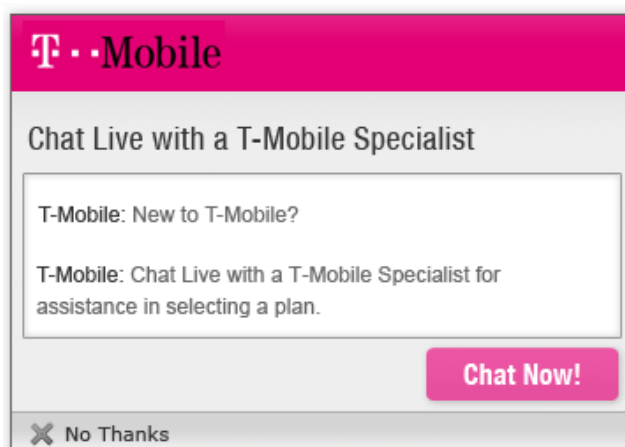 T··Mobile
Chat Live with a T-Mobile Specialist
T-Mobile: New to T-Mobile?
T-Mobile: Chat Live with a T-Mobile Specialist for
assistance in selecting a plan.
Chat Now!
No Thanks